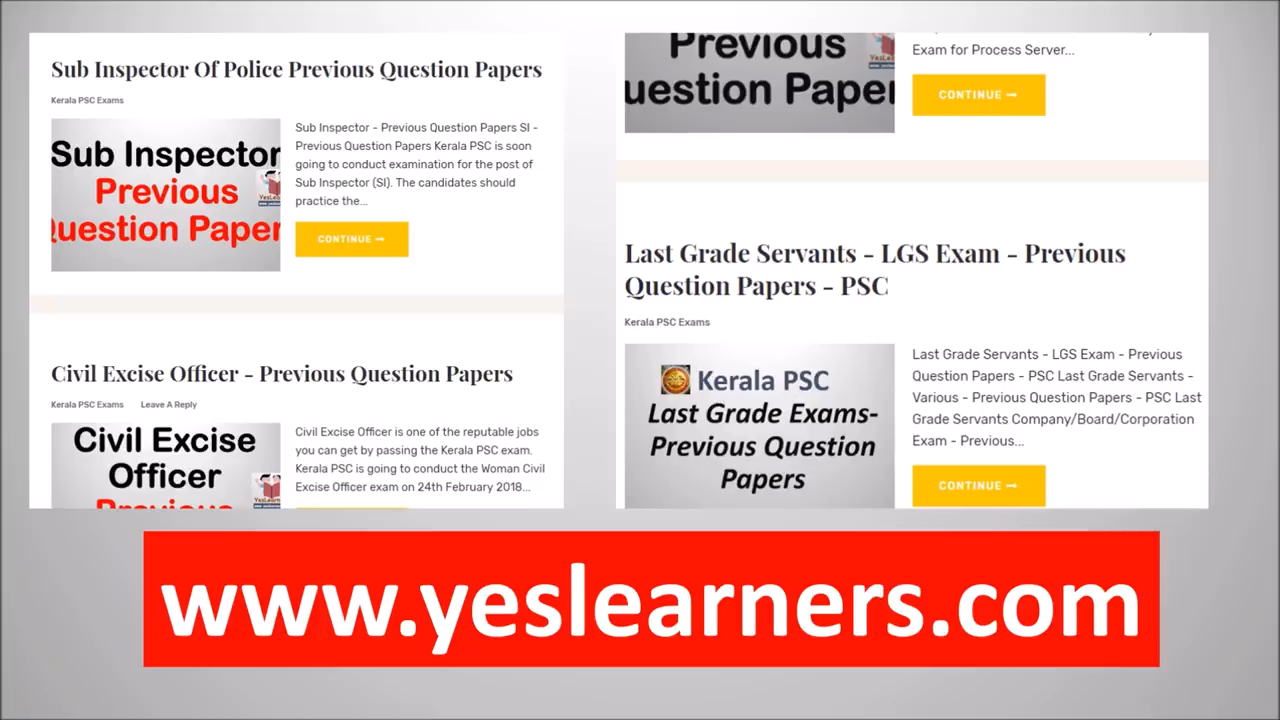 Sub Inspector Of Police Previous Question Papers
Kerala PSC Exams
Sub Inspector
Previous
Question Paper
Sub Inspector - Previous Question Papers SI -
Previous Question Papers Kerala PSC is soon
going to conduct examination for the post of
Sub Inspector (SI). The candidates should
practice the...
CONTINUE
Civil Excise Officer - Previous Question Papers
Kerala PSC Exams Leave A Reply
Civil Excise
Officer
Previous
YesLearn
Civil Excise Officer is one of the reputable jobs
you can get by passing the Kerala PSC exam.
Kerala PSC is going to conduct the Woman Civil
Excise Officer exam on 24th February 2018...
Previous
uestion Paper
Exam for Process Server...
CONTINUE
Last Grade Servants - LGS Exam - Previous
Question Papers - PSC
Kerala PSC Exams
Kerala PSC
Last Grade Exams-
Previous Question
Papers
Last Grade Servants - LGS Exam - Previous
Question Papers - PSC Last Grade Servants -
Various - Previous Question Papers - PSC Last
Grade Servants Company/Board/Corporation
Exam - Previous...
CONTINUE
www.yeslearners.com